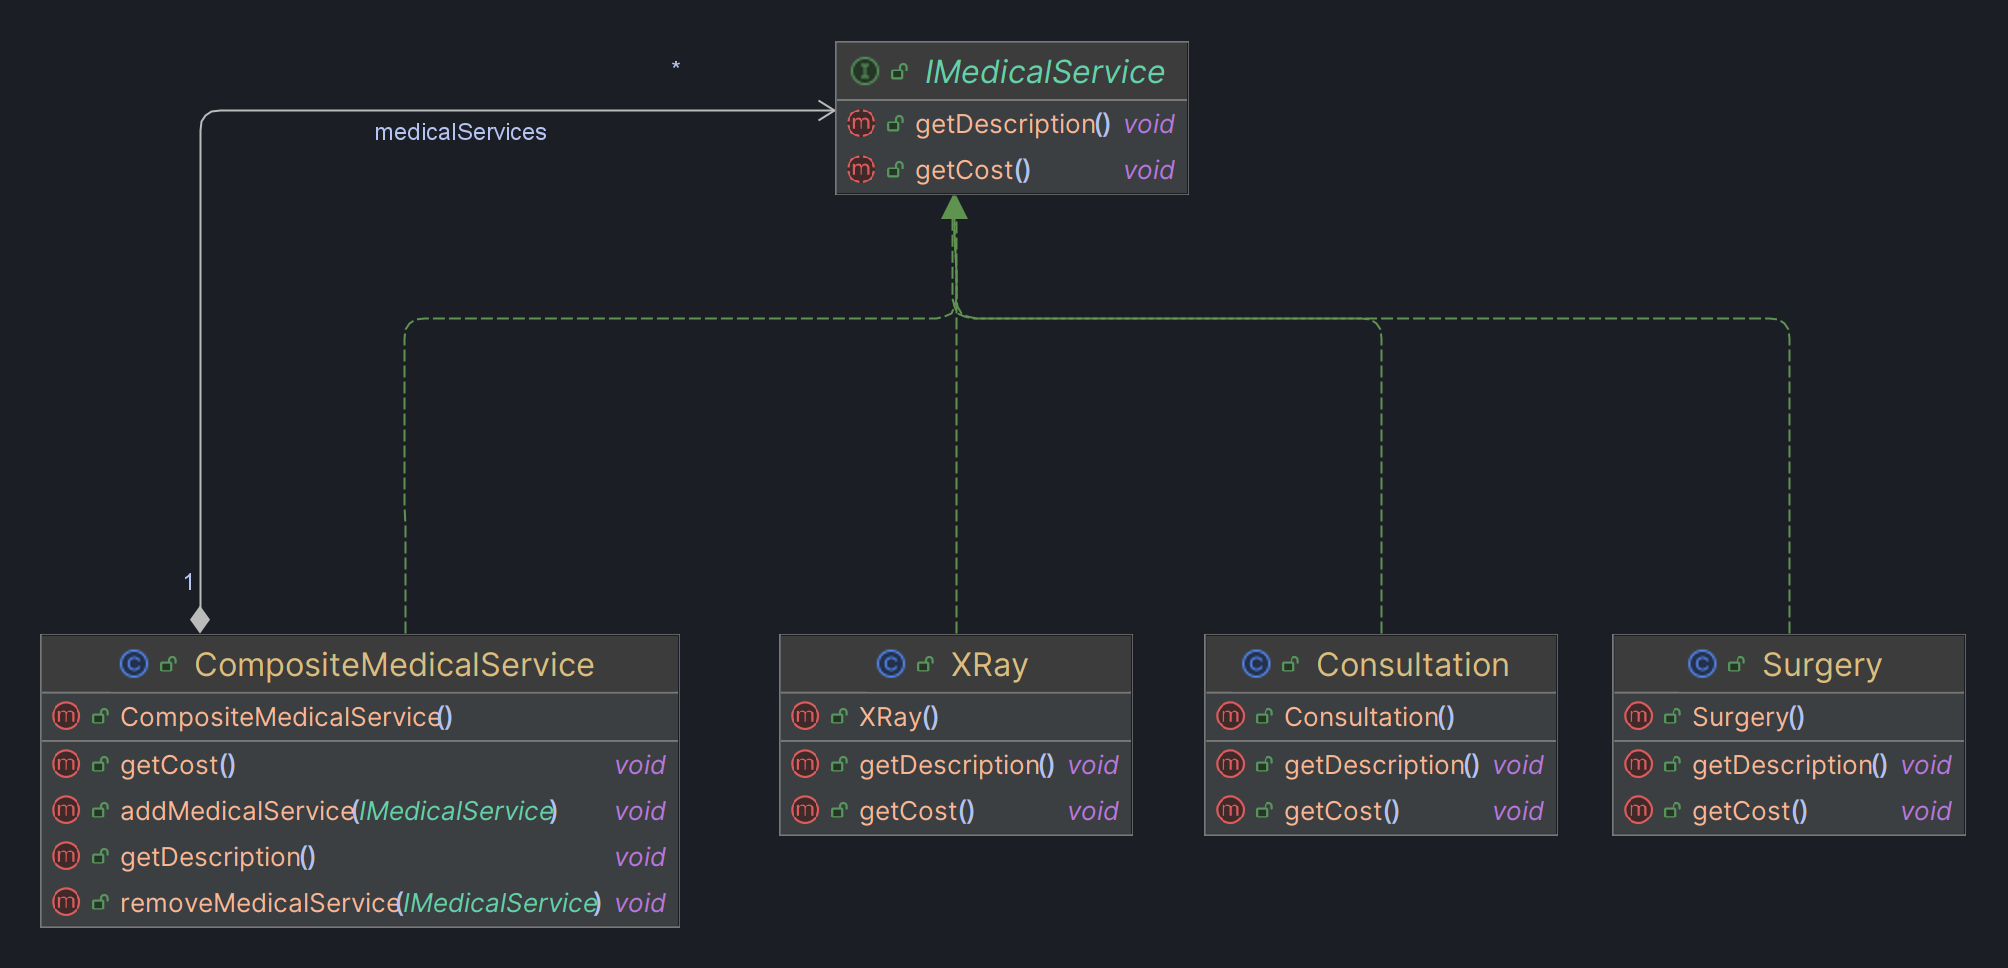 *
IMedicalService
getDescription() void
getCost() void
medicalServices
1
CompositeMedicalService
CompositeMedicalService()
getCost() void
addMedicalService(IMedicalService) void
getDescription() void
removeMedicalService(IMedicalService) void
XRay
XRay()
getDescription() void
getCost() void
Consultation
Consultation()
getDescription() void
getCost() void
Surgery
Surgery()
getDescription() void
getCost() void